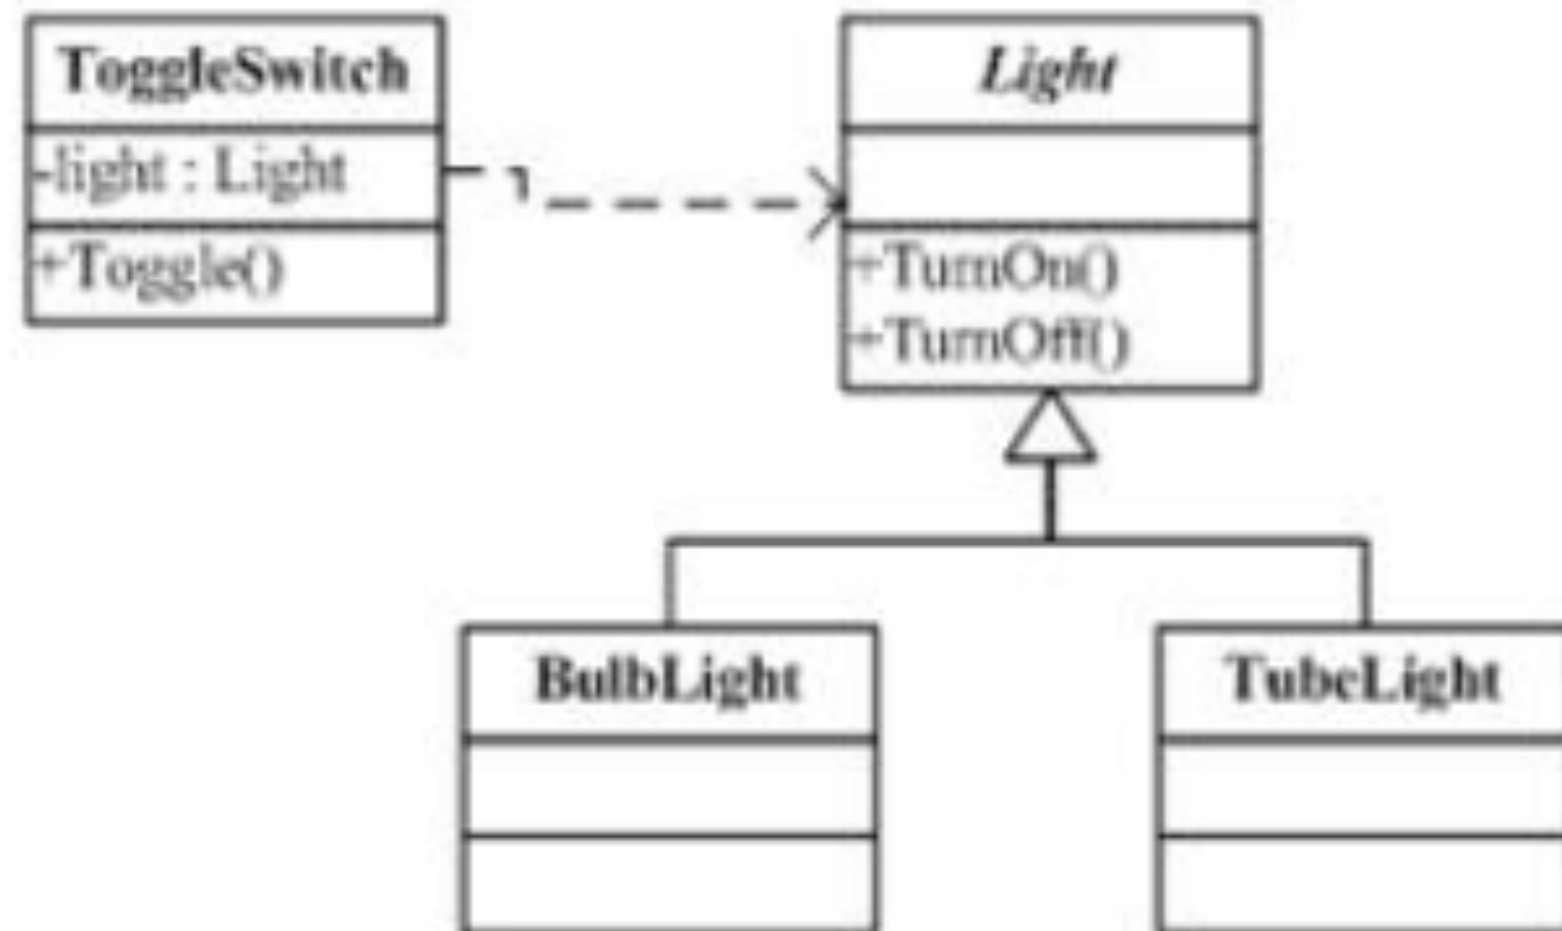 ToggleSwitch
-light : Light
+Toggle()
Light
+TurnOn()
+TurnOff()
BulbLight
TubeLight